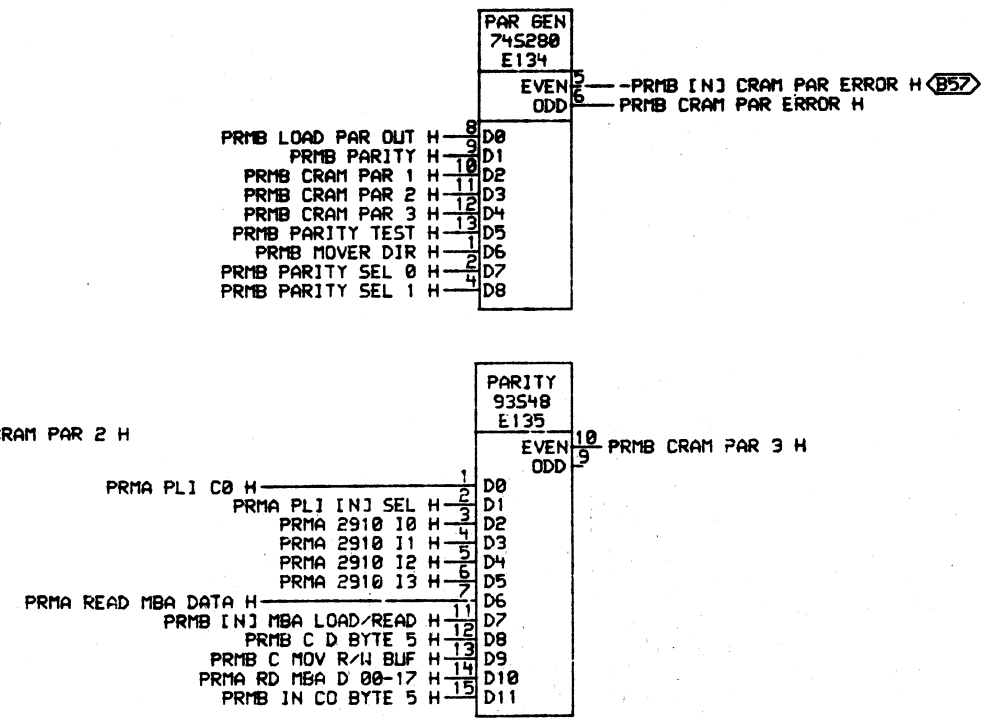 PAR GEN
74S280
E134
EVEN 5 -PRMB [N] CRAM PAR ERROR H B57
ODD 6 PRMB CRAM PAR ERROR H
PRMB LOAD PAR OUT H 8 D0
PRMB PARITY H 9 D1
PRMB CRAM PAR 1 H 10 D2
PRMB CRAM PAR 2 H 11 D3
PRMB CRAM PAR 3 H 12 D4
PRMB PARITY TEST H 13 D5
PRMB MOVER DIR H 1 D6
PRMB PARITY SEL 0 H 2 D7
PRMB PARITY SEL 1 H 4 D8
PARITY
93S48
E135
CRAM PAR 2 H
EVEN 10 PRMB CRAM PAR 3 H
ODD 9
PRMA PLI C0 H 1 D0
PRMA PLI [N] SEL H 2 D1
PRMA 2910 I0 H 3 D2
PRMA 2910 I1 H 4 D3
PRMA 2910 I2 H 5 D4
PRMA 2910 I3 H 6 D5
PRMA READ MBA DATA H 7 D6
PRMB [N] MBA LOAD/READ H 11 D7
PRMB C D BYTE 5 H 12 D8
PRMB C MOV R/W BUF H 13 D9
PRMA RD MBA D 00-17 H 14 D10
PRMB IN CD BYTE 5 H 15 D11